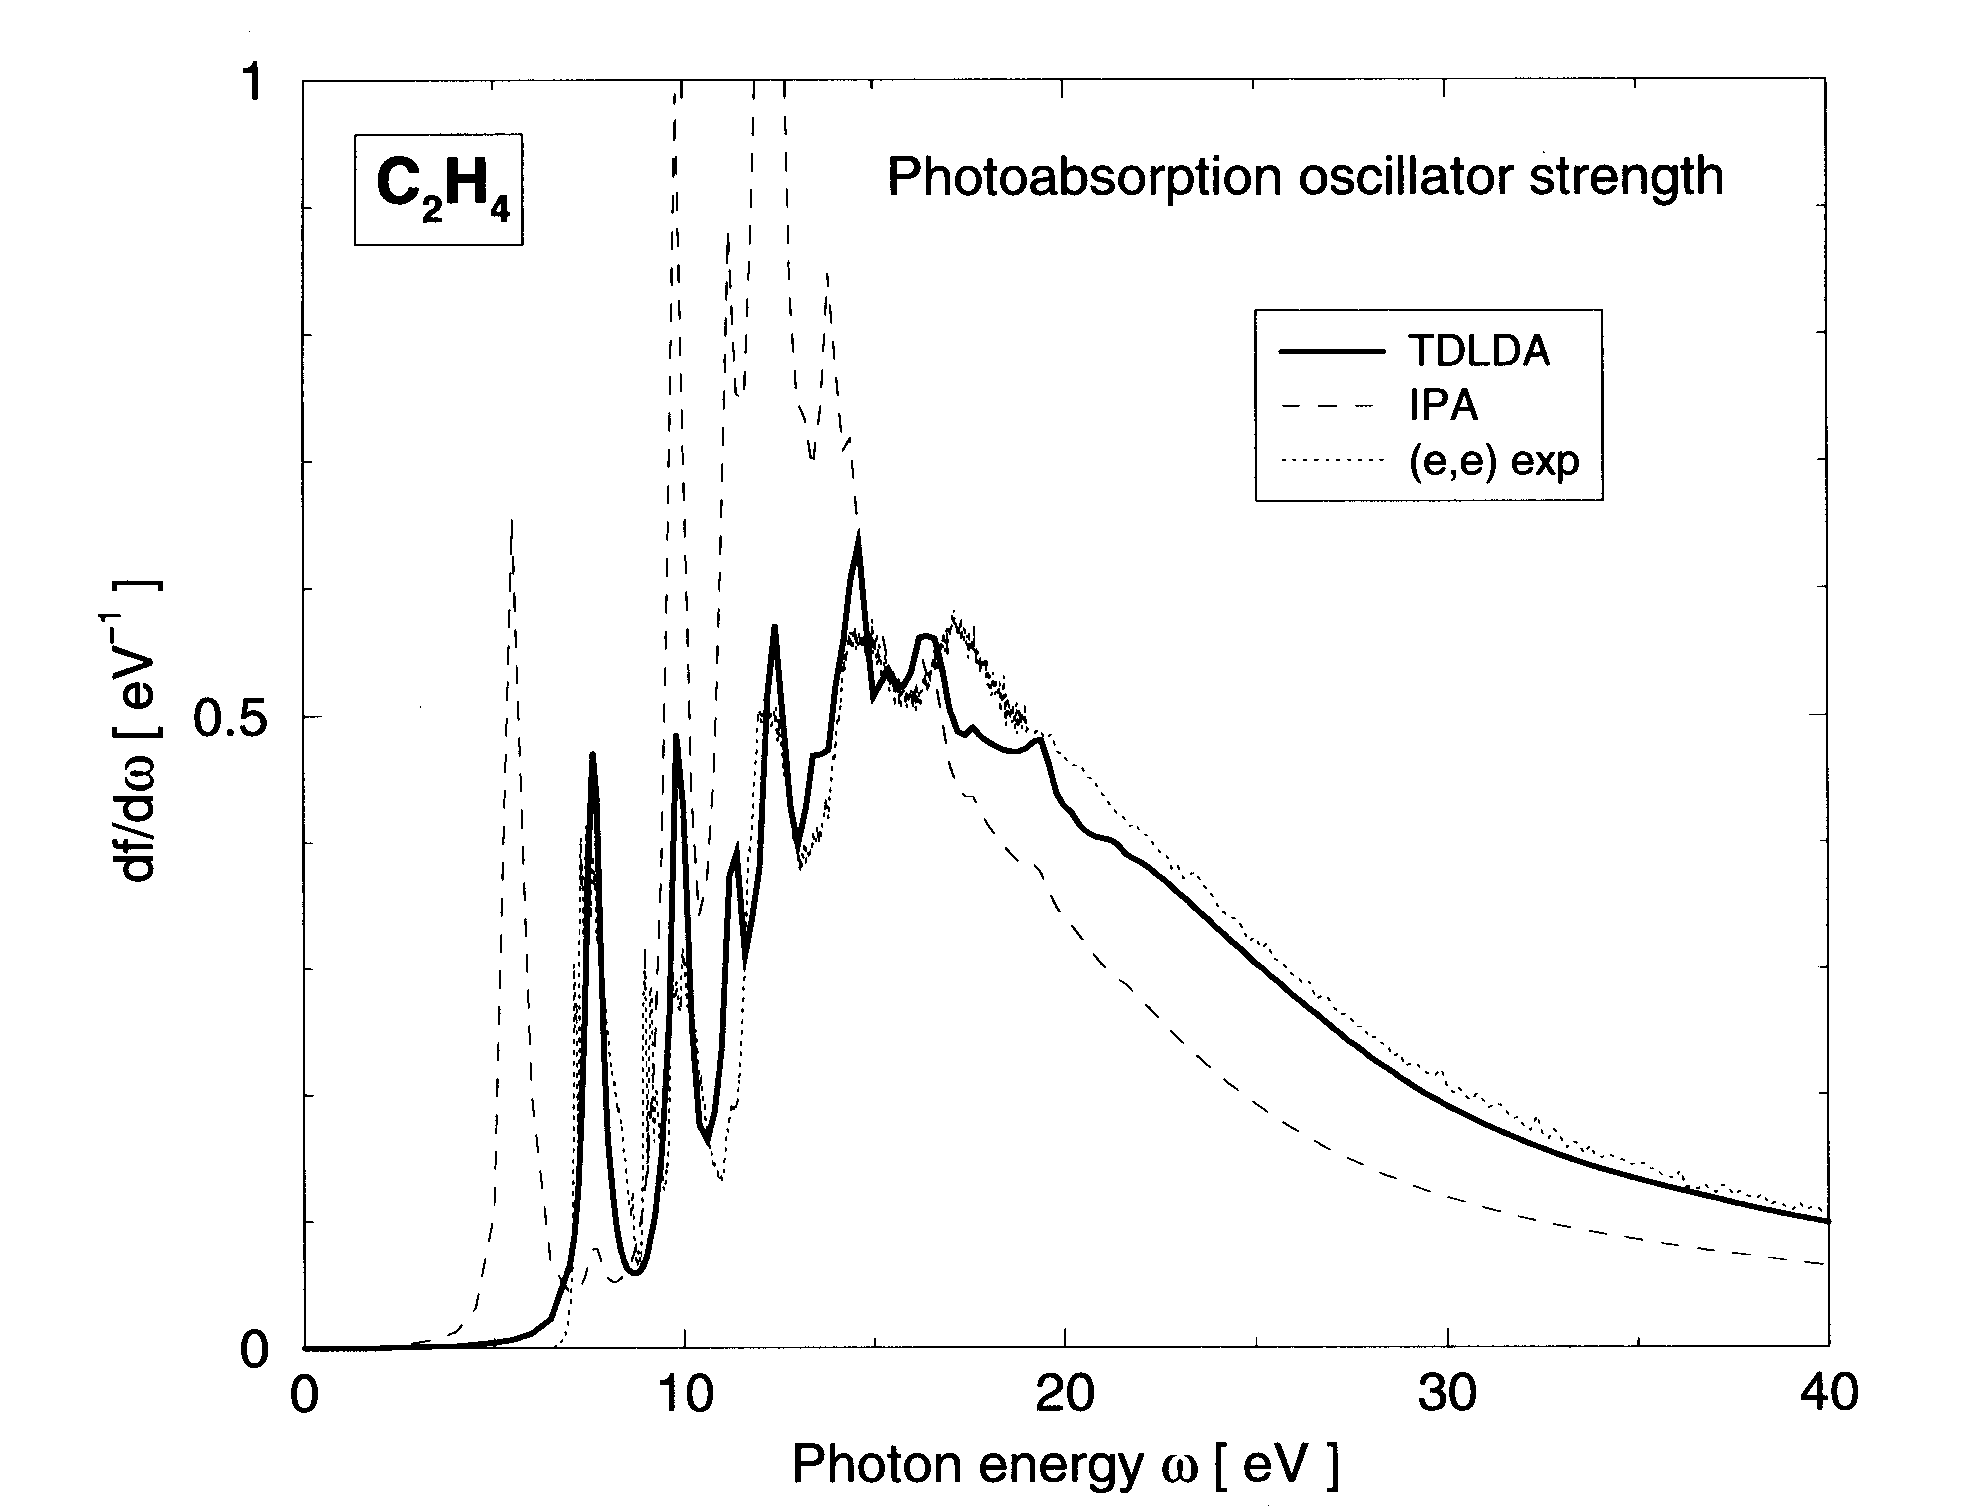 1
C₂H₄
Photoabsorption oscillator strength
TDLDA
IPA
(e,e) exp
df/dω [ eV⁻¹ ]
0.5
0
0 10 20 30 40
Photon energy ω [ eV ]